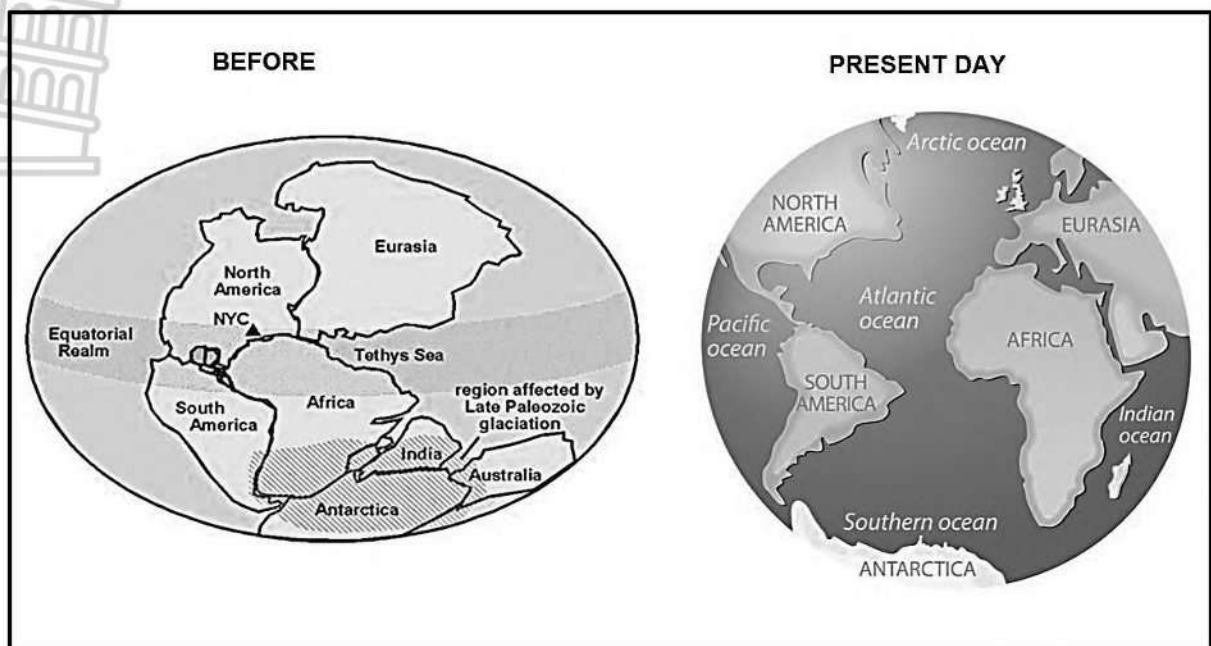 BEFORE
Eurasia
North
America
NYC
Equatorial
Realm
Tethys Sea
South
America
Africa
region affected by
Late Paleozoic
glaciation
India
Australia
Antarctica
PRESENT DAY
Arctic ocean
NORTH
AMERICA
EURASIA
Atlantic
ocean
Pacific
ocean
AFRICA
SOUTH
AMERICA
Indian
ocean
Southern ocean
ANTARCTICA